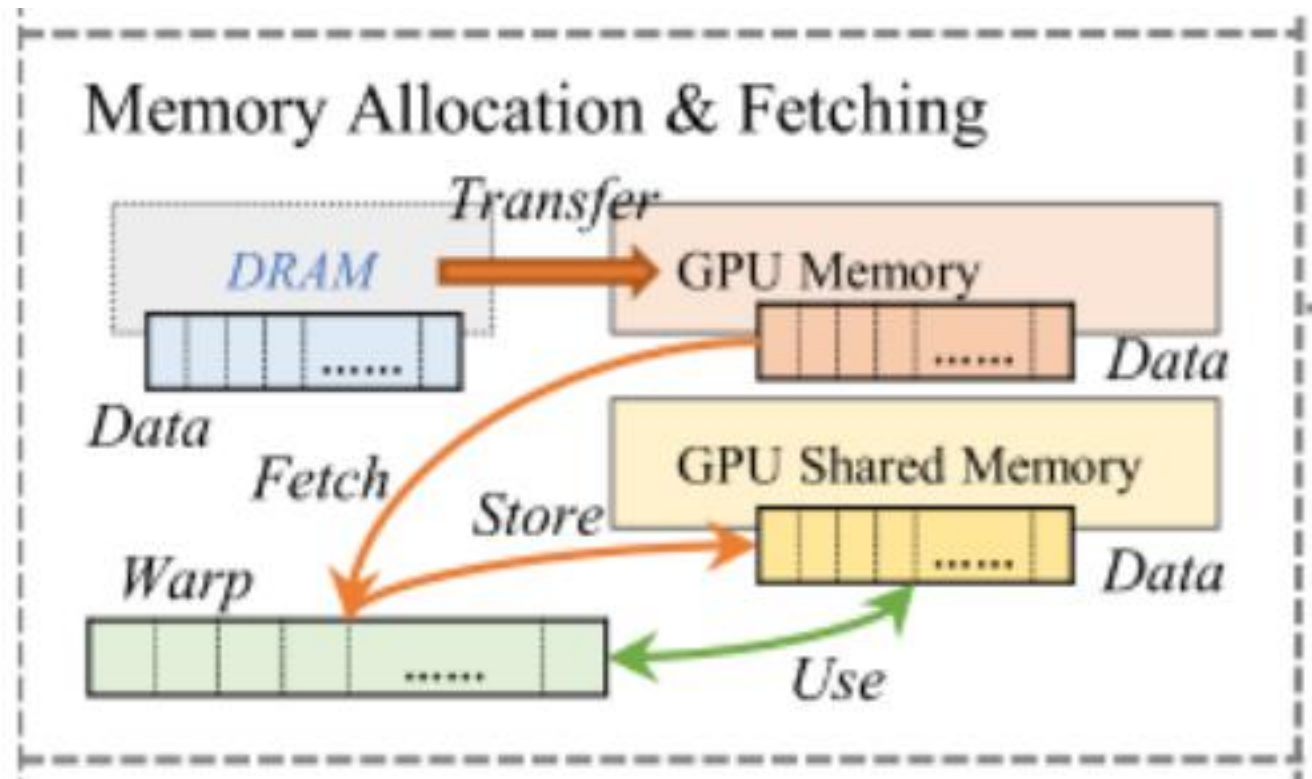 Memory Allocation & Fetching
Transfer
DRAM
GPU Memory
......
......
Data
Data
GPU Shared Memory
Fetch
Store
......
Data
Warp
......
Use